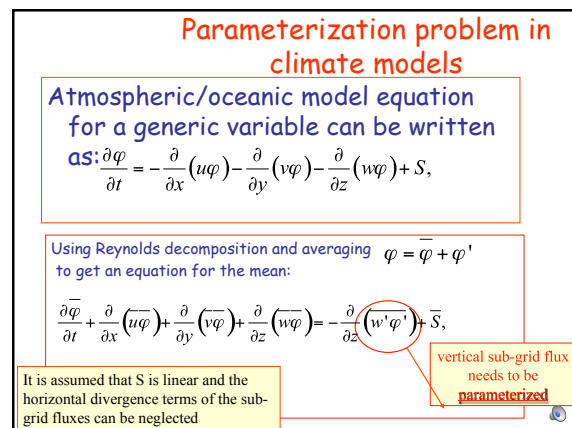 Parameterization problem in
climate models
Atmospheric/oceanic model equation
for a generic variable can be written
as: ∂φ/∂t = −∂/∂x(uφ) − ∂/∂y(vφ) − ∂/∂z(wφ) + S,
Using Reynolds decomposition and averaging φ = φ̅ + φ'
to get an equation for the mean:
∂φ̅/∂t + ∂/∂x(u̅φ̅) + ∂/∂y(v̅φ̅) + ∂/∂z(w̅φ̅) = −∂/∂z(\overline{w'φ'}) + S̅,
vertical sub-grid flux
needs to be
parameterized
It is assumed that S is linear and the
horizontal divergence terms of the sub-
grid fluxes can be neglected